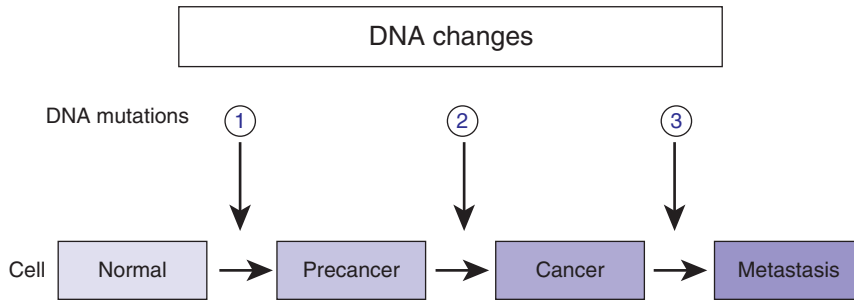 DNA changes
DNA mutations 1 2 3
Cell Normal Precancer Cancer Metastasis